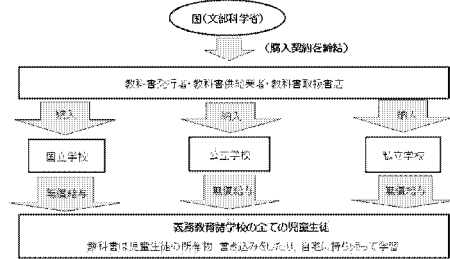 国(文部科学省)
(購入契約を締結)
教科書発行者・教科書供給業者・教科書取扱書店
納入 納入 納入
国立学校 公立学校 私立学校
無償給与 無償給与 無償給与
義務教育諸学校の全ての児童生徒
教科書は児童生徒の所有物 書き込みをしたり、自宅に持ち帰って学習